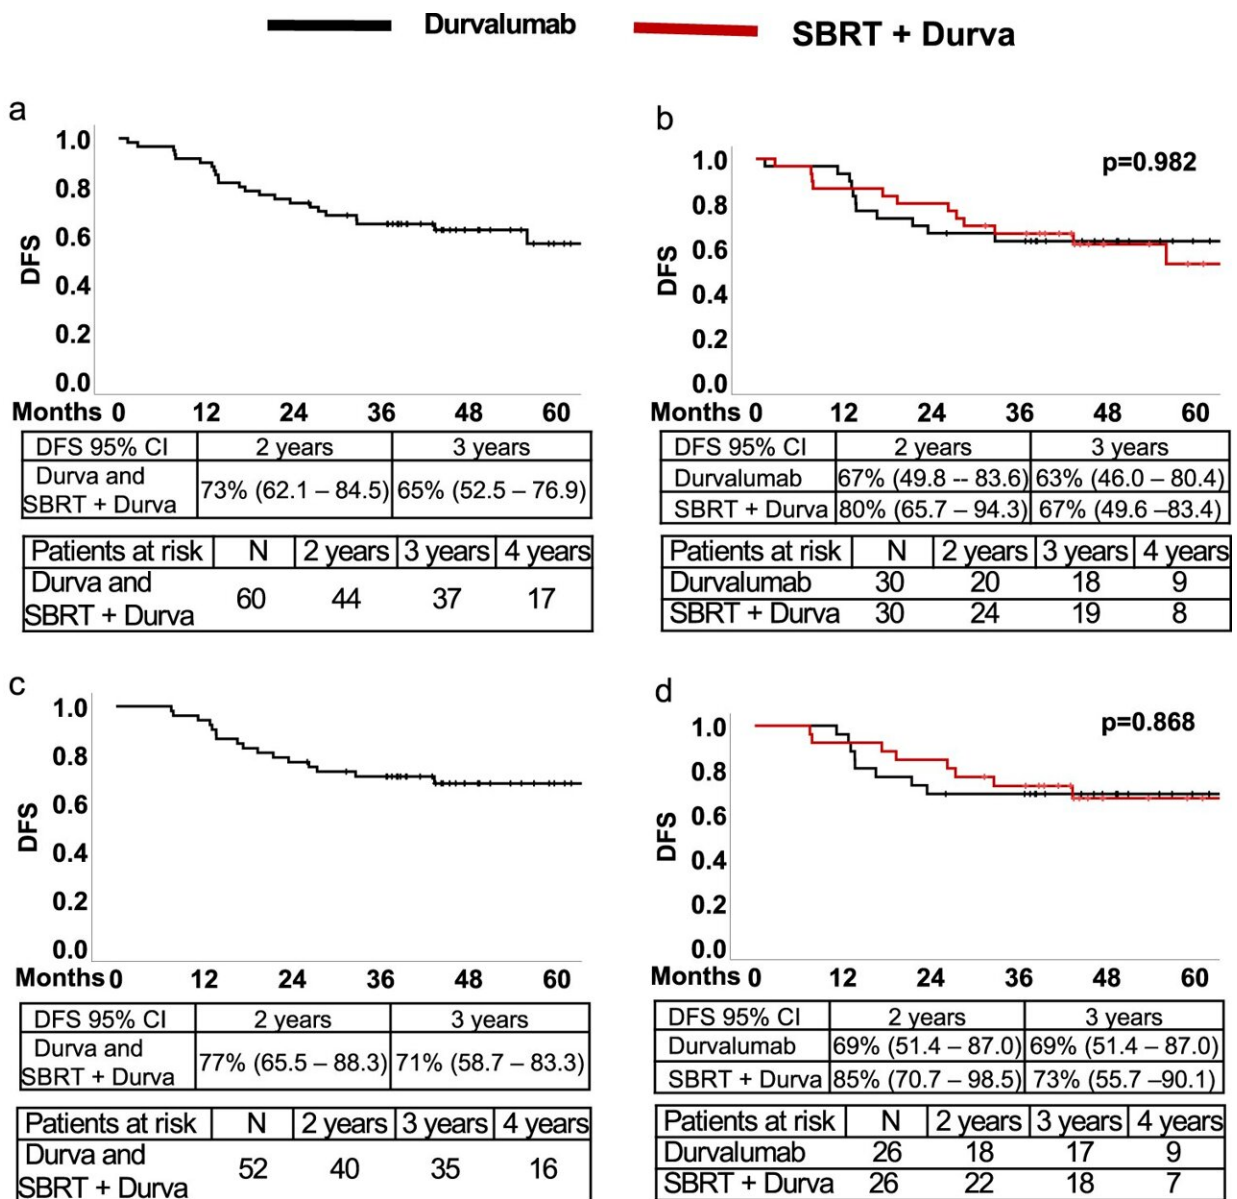 Durvalumab
SBRT + Durva
a
DFS
1.0
0.8
0.6
0.4
0.2
0.0
Months 0 12 24 36 48 60
DFS 95% CI 2 years 3 years
Durva and
SBRT + Durva 73% (62.1 – 84.5) 65% (52.5 – 76.9)
Patients at risk N 2 years 3 years 4 years
Durva and
SBRT + Durva 60 44 37 17
b
p=0.982
DFS
1.0
0.8
0.6
0.4
0.2
0.0
Months 0 12 24 36 48 60
DFS 95% CI 2 years 3 years
Durvalumab 67% (49.8 -- 83.6) 63% (46.0 – 80.4)
SBRT + Durva 80% (65.7 – 94.3) 67% (49.6 –83.4)
Patients at risk N 2 years 3 years 4 years
Durvalumab 30 20 18 9
SBRT + Durva 30 24 19 8
c
DFS
1.0
0.8
0.6
0.4
0.2
0.0
Months 0 12 24 36 48 60
DFS 95% CI 2 years 3 years
Durva and
SBRT + Durva 77% (65.5 – 88.3) 71% (58.7 – 83.3)
Patients at risk N 2 years 3 years 4 years
Durva and
SBRT + Durva 52 40 35 16
d
p=0.868
DFS
1.0
0.8
0.6
0.4
0.2
0.0
Months 0 12 24 36 48 60
DFS 95% CI 2 years 3 years
Durvalumab 69% (51.4 – 87.0) 69% (51.4 – 87.0)
SBRT + Durva 85% (70.7 – 98.5) 73% (55.7 –90.1)
Patients at risk N 2 years 3 years 4 years
Durvalumab 26 18 17 9
SBRT + Durva 26 22 18 7